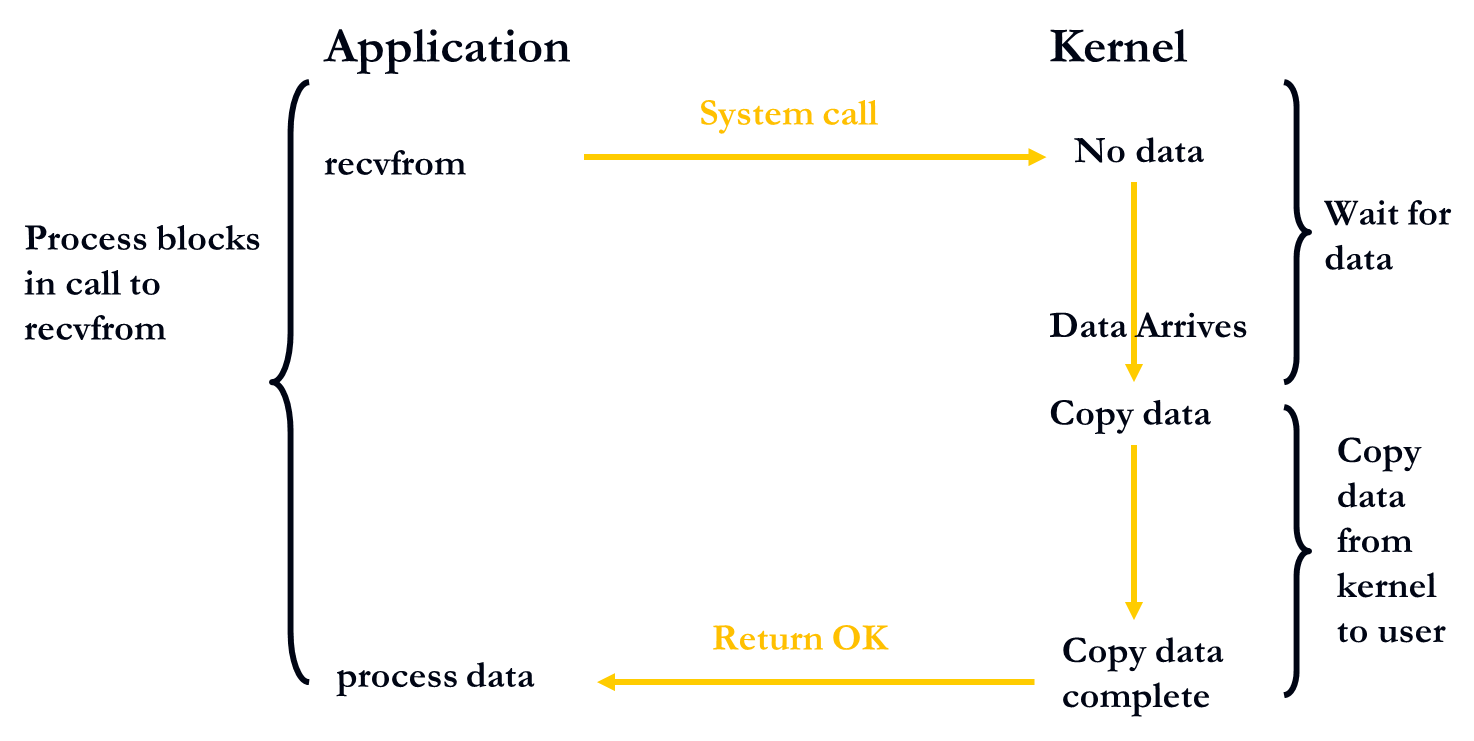 Application
Kernel
System call
recvfrom
No data
Process blocks
in call to
recvfrom
Wait for
data
Data Arrives
Copy data
Copy
data
from
kernel
to user
Return OK
process data
Copy data
complete